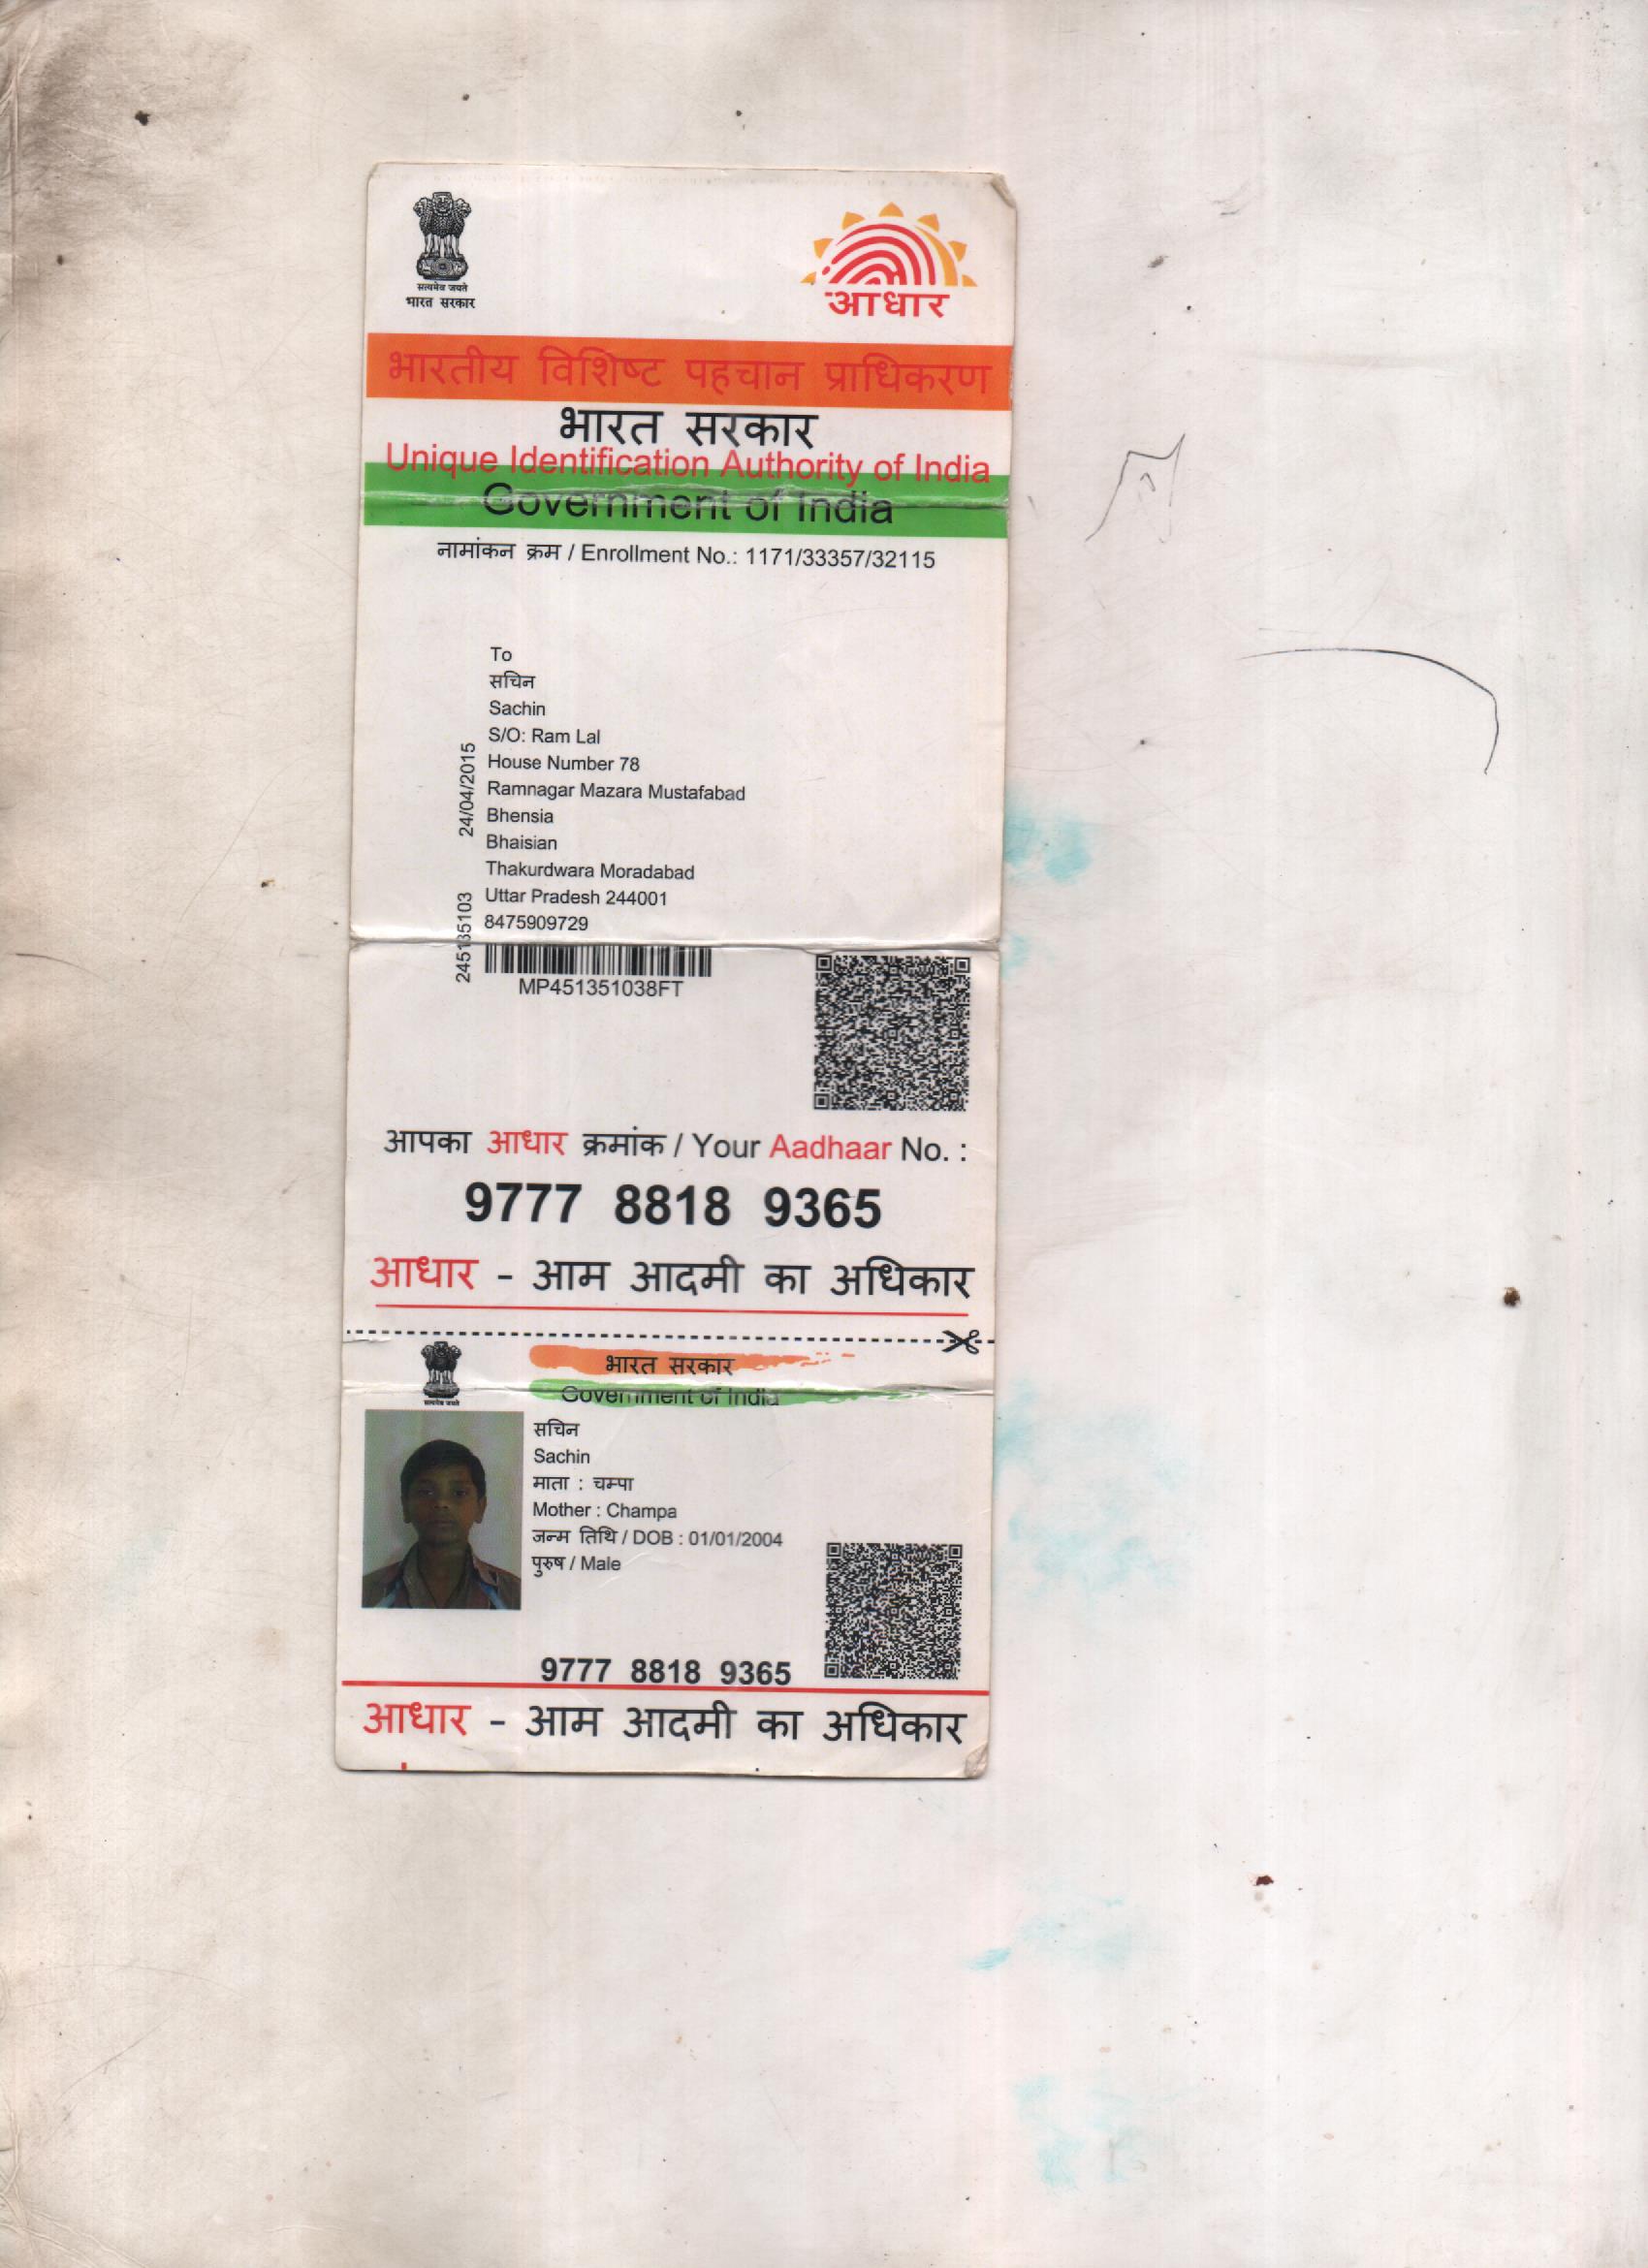 सत्यमेव जयते
भारत सरकार
आधार
भारतीय विशिष्ट पहचान प्राधिकरण
भारत सरकार
Unique Identification Authority of India
Government of India
नामांकन क्रम / Enrollment No.: 1171/33357/32115
To
सचिन
Sachin
S/O: Ram Lal
House Number 78
Ramnagar Mazara Mustafabad
Bhensia
Bhaisian
Thakurdwara Moradabad
Uttar Pradesh 244001
8475909729
24/04/2015
245135103
MP451351038FT
आपका आधार क्रमांक / Your Aadhaar No. :
9777 8818 9365
आधार - आम आदमी का अधिकार
भारत सरकार
Government of India
सत्यमेव जयते
सचिन
Sachin
माता : चम्पा
Mother : Champa
जन्म तिथि / DOB : 01/01/2004
पुरुष / Male
9777 8818 9365
आधार - आम आदमी का अधिकार